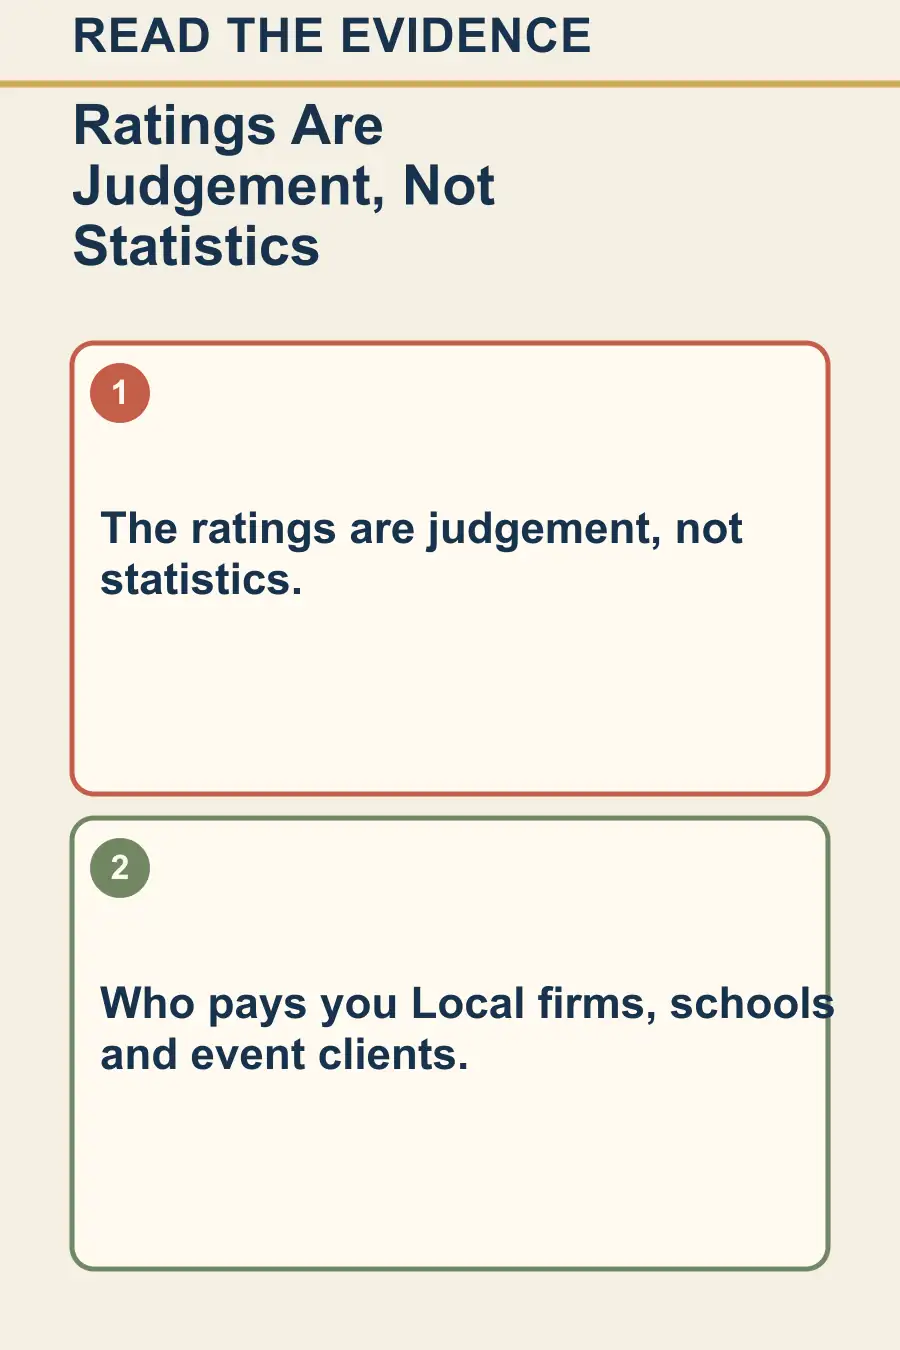 READ THE EVIDENCE
Ratings Are
Judgement, Not
Statistics
1
The ratings are judgement, not
statistics.
2
Who pays you Local firms, schools
and event clients.